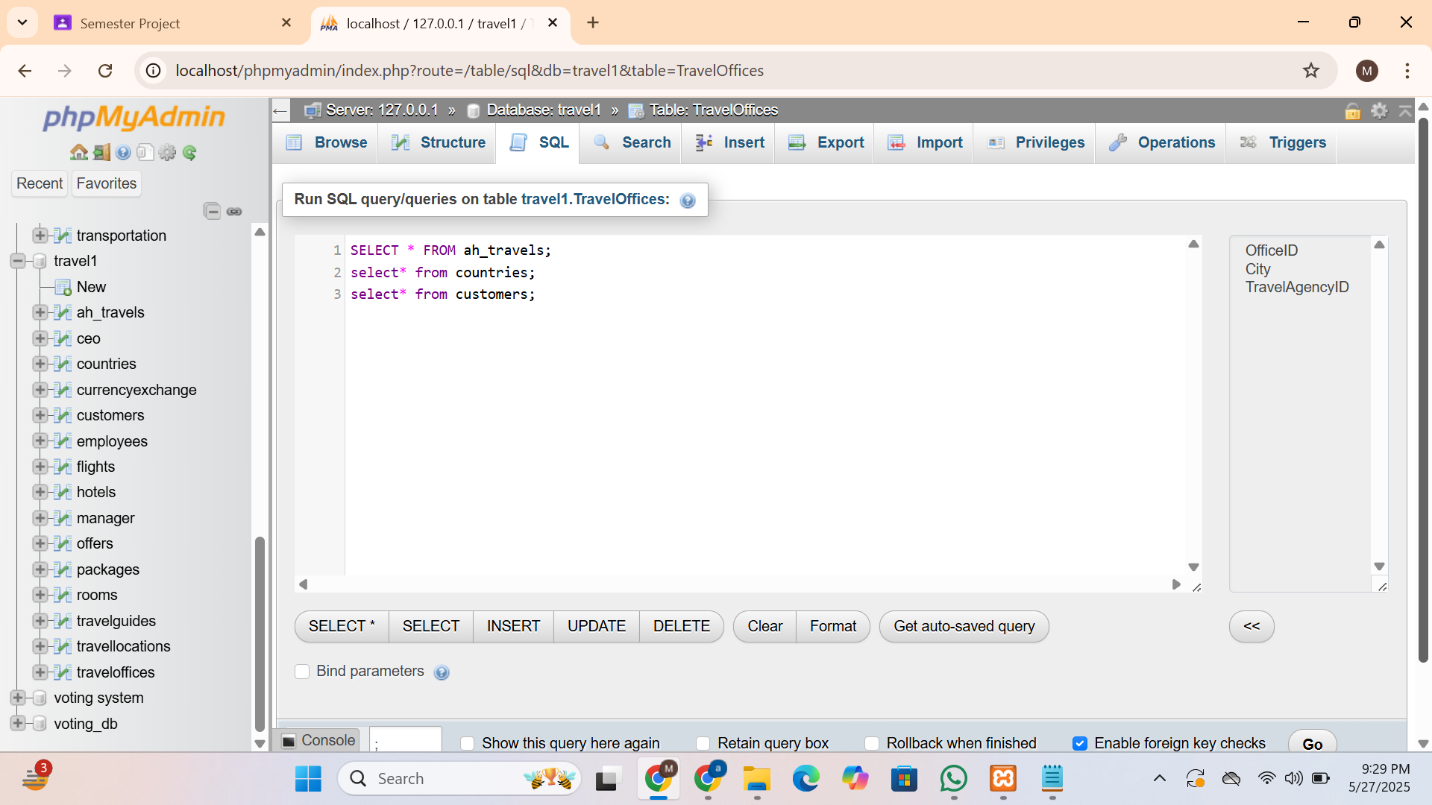 Semester Project
localhost / 127.0.0.1 / travel1 / T
localhost/phpmyadmin/index.php?route=/table/sql&db=travel1&table=TravelOffices
M
phpMyAdmin
Recent
Favorites
transportation
travel1
New
ah_travels
ceo
countries
currencyexchange
customers
employees
flights
hotels
manager
offers
packages
rooms
travelguides
travellocations
traveloffices
voting system
voting_db
Server: 127.0.0.1 » Database: travel1 » Table: TravelOffices
Browse Structure SQL Search Insert Export Import Privileges Operations Triggers
Run SQL query/queries on table travel1.TravelOffices:
1 SELECT * FROM ah_travels;
2 select* from countries;
3 select* from customers;
OfficeID
City
TravelAgencyID
SELECT * SELECT INSERT UPDATE DELETE Clear Format Get auto-saved query <<
Bind parameters
Console ; Show this query here again Retain query box Rollback when finished Enable foreign key checks Go
3
Search
M
a
9:29 PM
5/27/2025